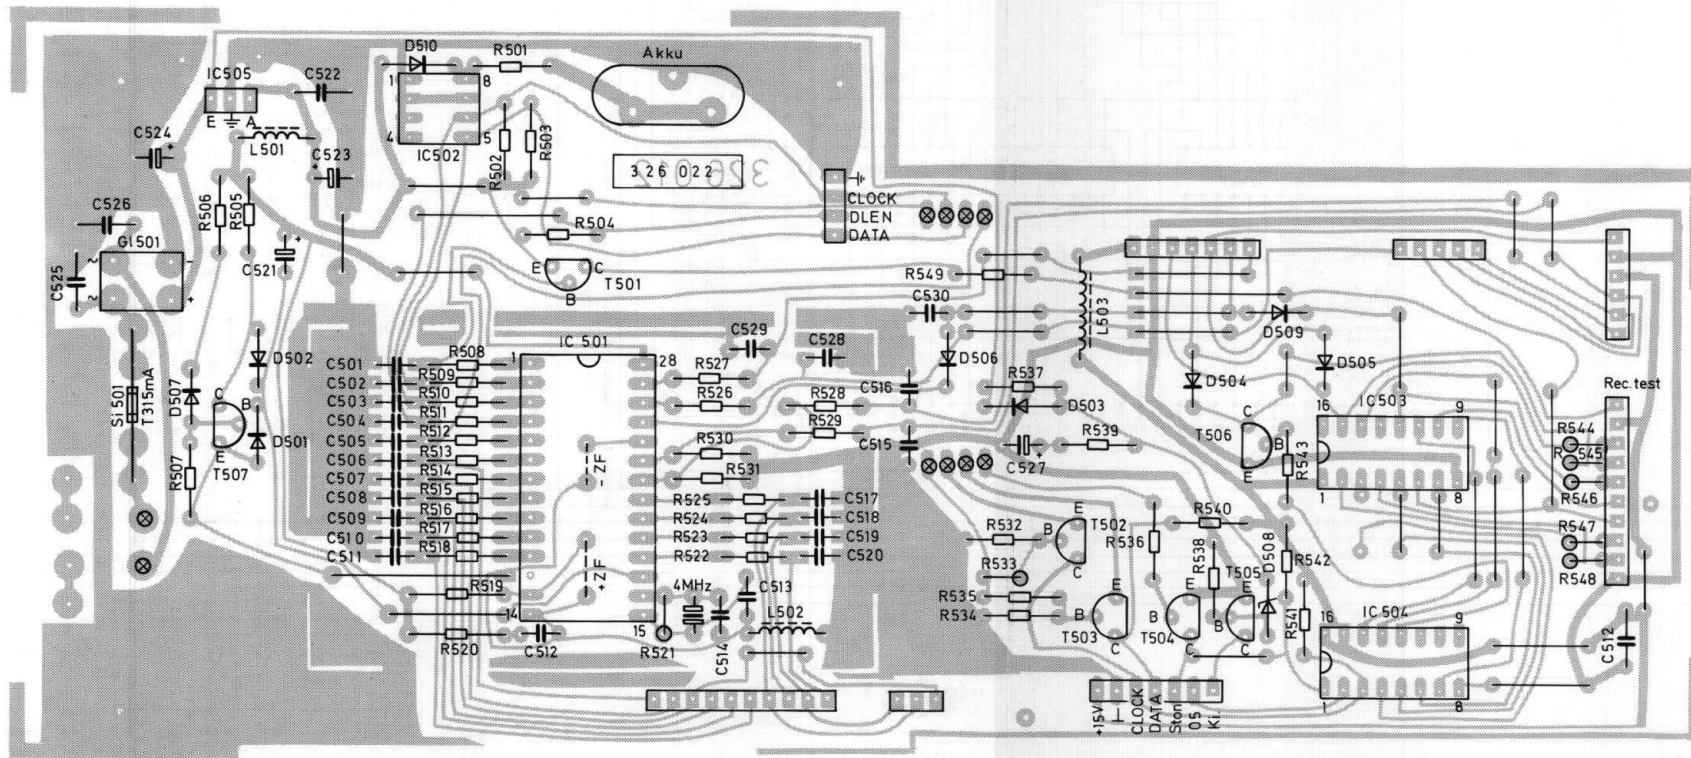 D510
R501
Akku
IC505
C522
1
8
E
A
4
5
C524
L501
IC502
C523
R502
R503
326012
326 022
CLOCK
DLEN
DATA
R506
R505
C526
R504
Gl501
~
-
~
+
C525
C521
E
C
B
T501
R549
C530
L503
D509
C529
C528
IC 501
1
28
D502
D506
D505
D504
C501
R508
R527
C502
R509
R526
C503
R510
C504
R511
C505
R512
C506
R513
C507
R514
C508
R515
C509
R516
C510
R517
C511
R518
R528
R529
R530
R531
R525
R524
R523
R522
C516
C515
C517
C518
C519
C520
R537
D503
R539
C527
Rec.test
16
IC503
9
1
8
C
B
E
T506
R543
R544
R545
R546
R547
R548
Si 501
T 315mA
D507
C
B
E
T507
D501
R507
-ZF
+ZF
R519
14
15
R520
C512
R521
4MHz
C513
C514
L502
R532
B
E
C
T502
R533
R535
R534
R536
R540
R538
D508
R542
R541
T505
E
B
C
T503
E
B
C
T504
E
B
C
16
IC504
9
1
8
C512
+15V
⊥
CLOCK
DATA
Ston
05
Ki.